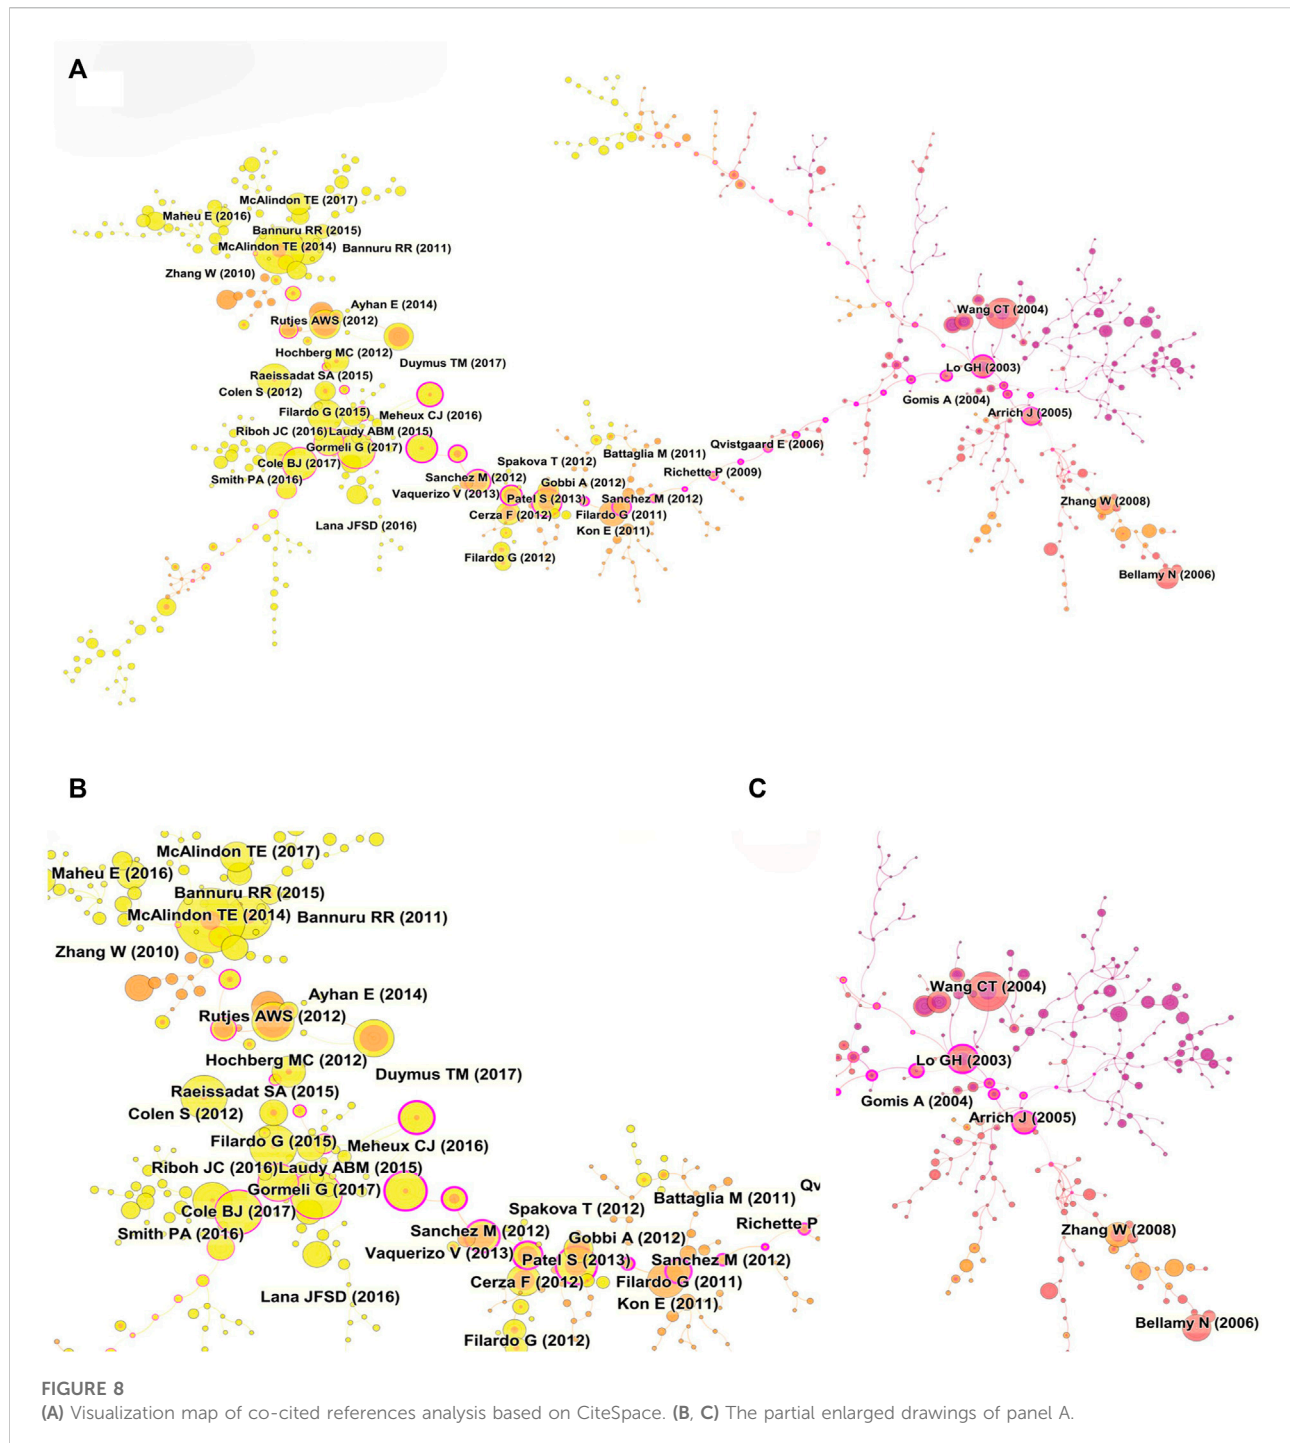 A
McAlindon TE (2017)
Maheu E (2016)
Bannuru RR (2015)
McAlindon TE (2014)
Bannuru RR (2011)
Zhang W (2010)
Ayhan E (2014)
Rutjes AWS (2012)
Hochberg MC (2012)
Duymus TM (2017)
Raeissadat SA (2015)
Colen S (2012)
Filardo G (2015)
Meheux CJ (2016)
Riboh JC (2016)
Laudy ABM (2015)
Gormeli G (2017)
Cole BJ (2017)
Smith PA (2016)
Lana JFSD (2016)
Sanchez M (2012)
Vaquerizo V (2013)
Spakova T (2012)
Battaglia M (2011)
Gobbi A (2012)
Patel S (2013)
Sanchez M (2012)
Cerza F (2012)
Filardo G (2011)
Kon E (2011)
Filardo G (2012)
Richette P (2009)
Qvistgaard E (2006)
Wang CT (2004)
Lo GH (2003)
Gomis A (2004)
Arrich J (2005)
Zhang W (2008)
Bellamy N (2006)
B
McAlindon TE (2017)
Maheu E (2016)
Bannuru RR (2015)
McAlindon TE (2014)
Bannuru RR (2011)
Zhang W (2010)
Ayhan E (2014)
Rutjes AWS (2012)
Hochberg MC (2012)
Duymus TM (2017)
Raeissadat SA (2015)
Colen S (2012)
Filardo G (2015)
Meheux CJ (2016)
Riboh JC (2016)
Laudy ABM (2015)
Gormeli G (2017)
Cole BJ (2017)
Smith PA (2016)
Lana JFSD (2016)
Sanchez M (2012)
Vaquerizo V (2013)
Spakova T (2012)
Battaglia M (2011)
Qv
Richette P
Gobbi A (2012)
Patel S (2013)
Sanchez M (2012)
Cerza F (2012)
Filardo G (2011)
Kon E (2011)
Filardo G (2012)
C
Wang CT (2004)
Lo GH (2003)
Gomis A (2004)
Arrich J (2005)
Zhang W (2008)
Bellamy N (2006)
FIGURE 8
(A) Visualization map of co-cited references analysis based on CiteSpace. (B, C) The partial enlarged drawings of panel A.